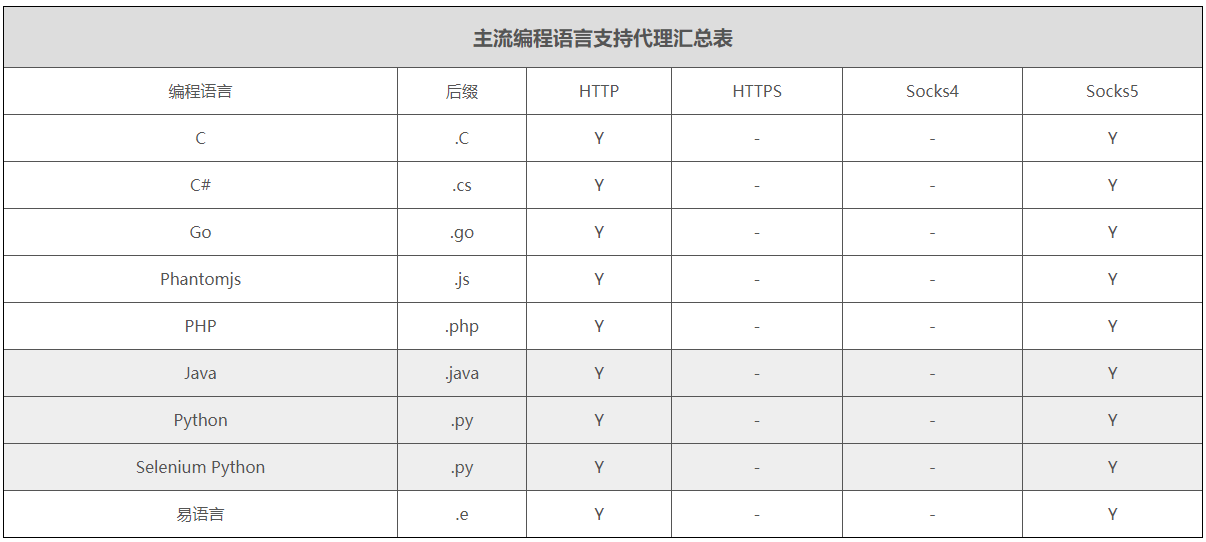 主流编程语言支持代理汇总表
编程语言 后缀 HTTP HTTPS Socks4 Socks5
C .C Y - - Y
C# .cs Y - - Y
Go .go Y - - Y
Phantomjs .js Y - - Y
PHP .php Y - - Y
Java .java Y - - Y
Python .py Y - - Y
Selenium Python .py Y - - Y
易语言 .e Y - - Y